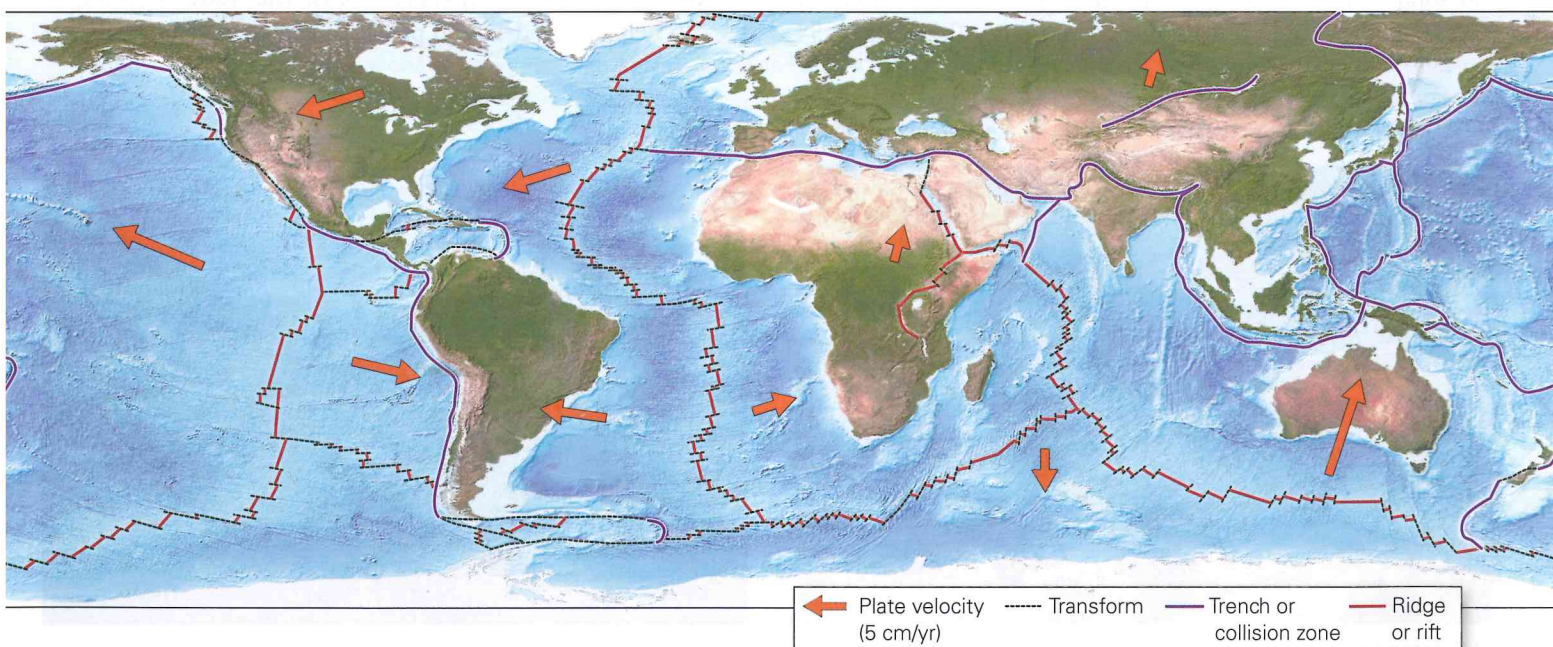 Plate velocity
(5 cm/yr)
Transform
Trench or
collision zone
Ridge
or rift